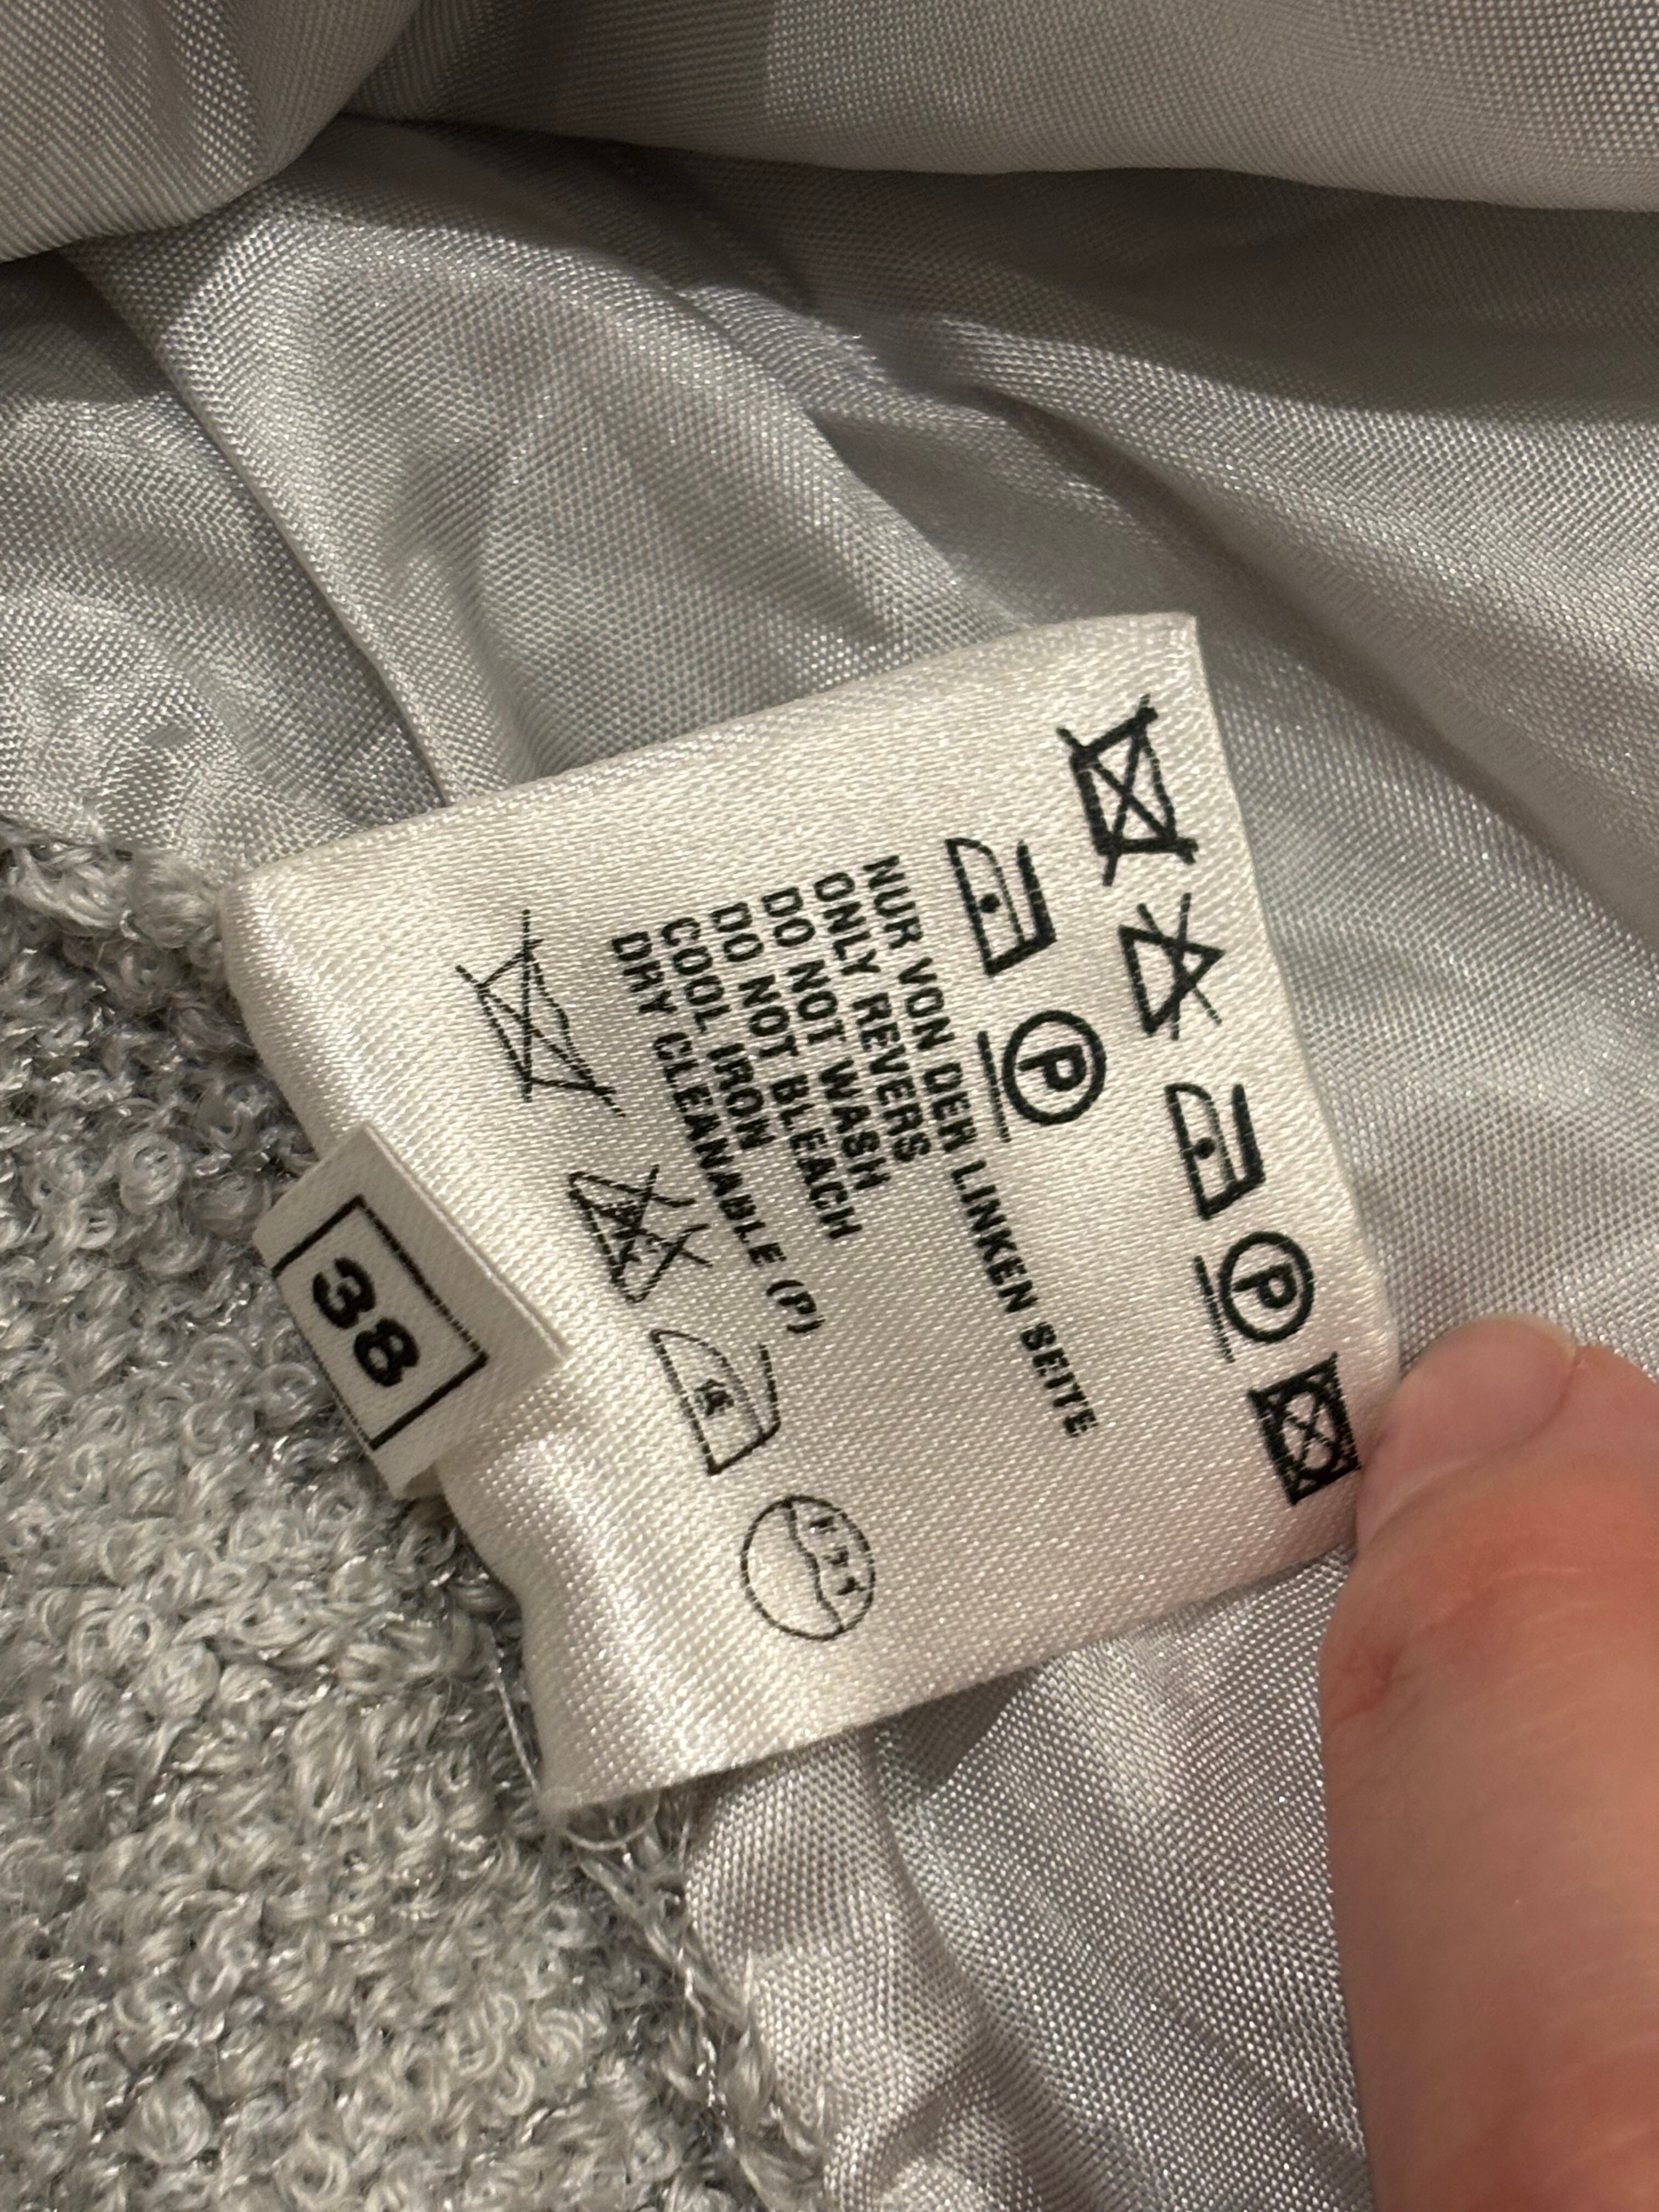 P
P
NUR VON DER LINKEN SEITE
ONLY REVERS
DO NOT WASH
DO NOT BLEACH
COOL IRON
DRY CLEANABLE (P)
38